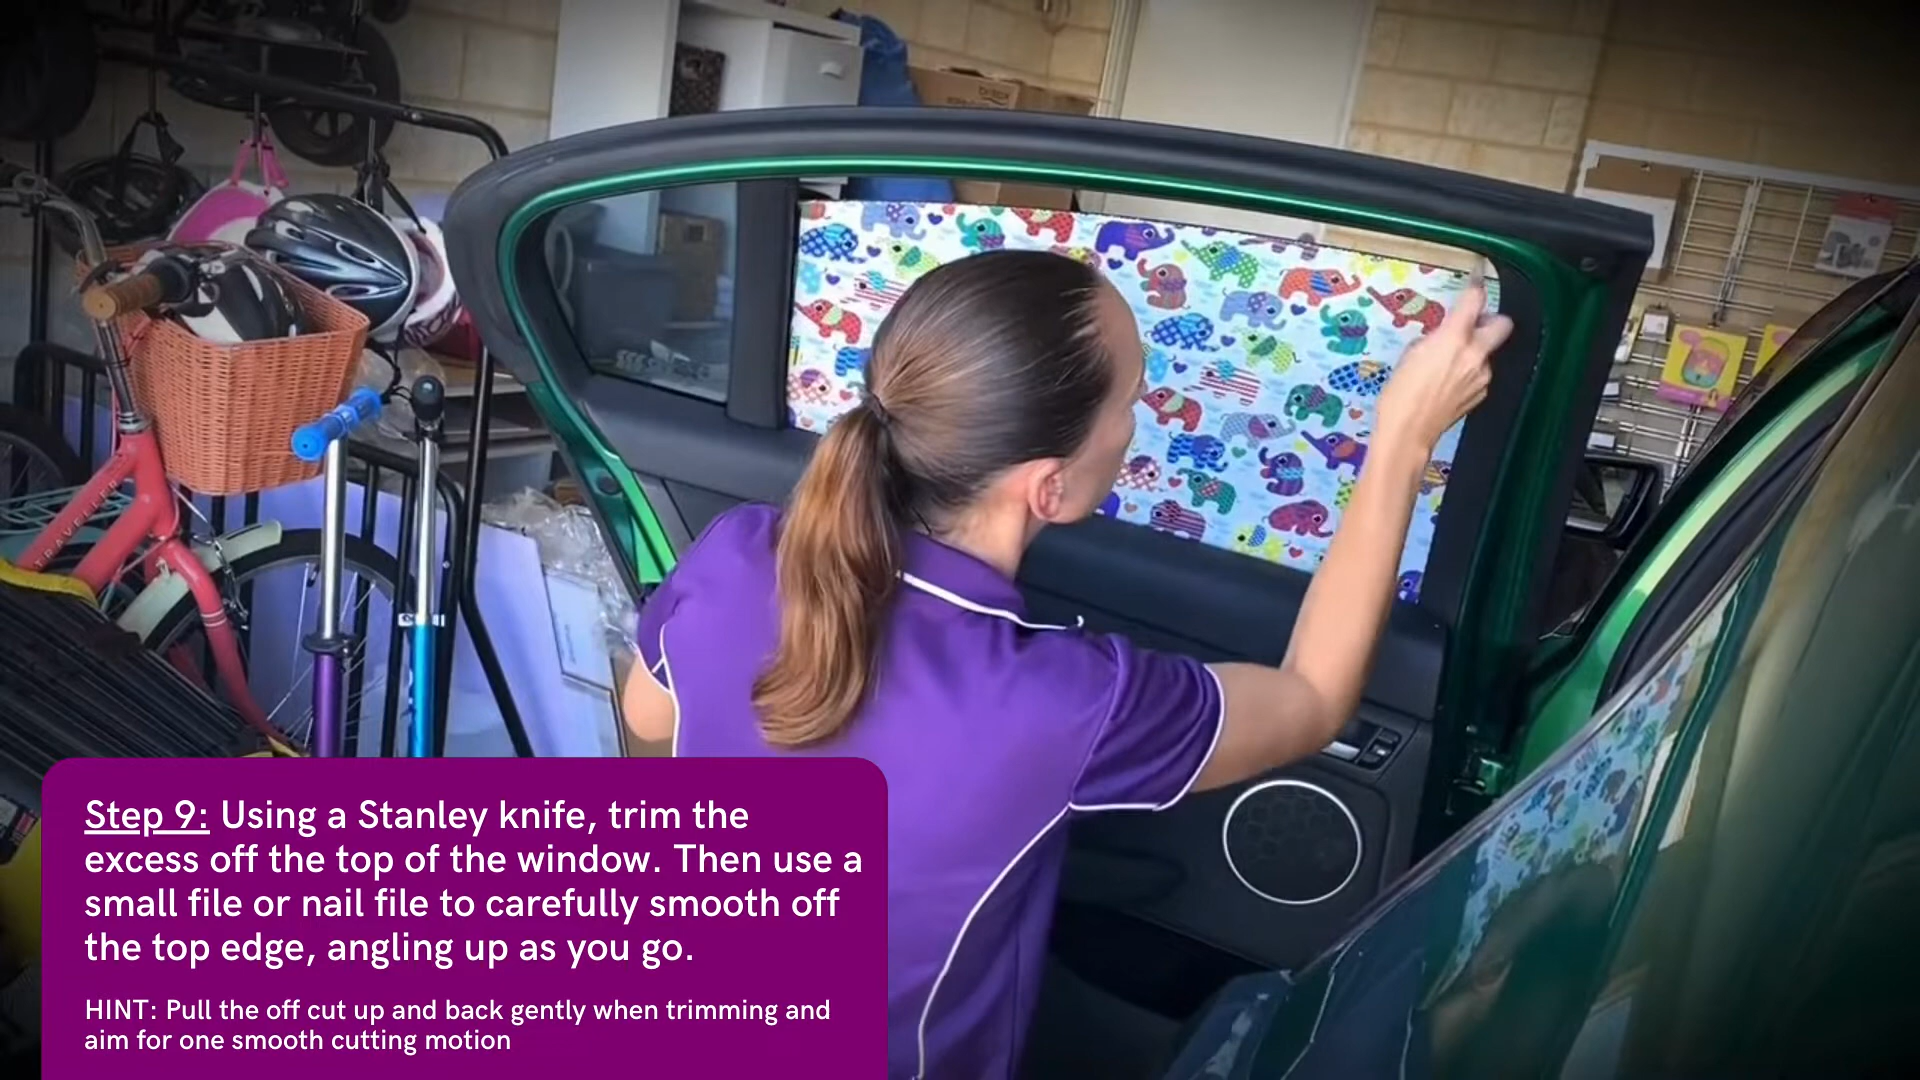 TRAVELLER
Step 9: Using a Stanley knife, trim the
excess off the top of the window. Then use a
small file or nail file to carefully smooth off
the top edge, angling up as you go.
HINT: Pull the off cut up and back gently when trimming and
aim for one smooth cutting motion